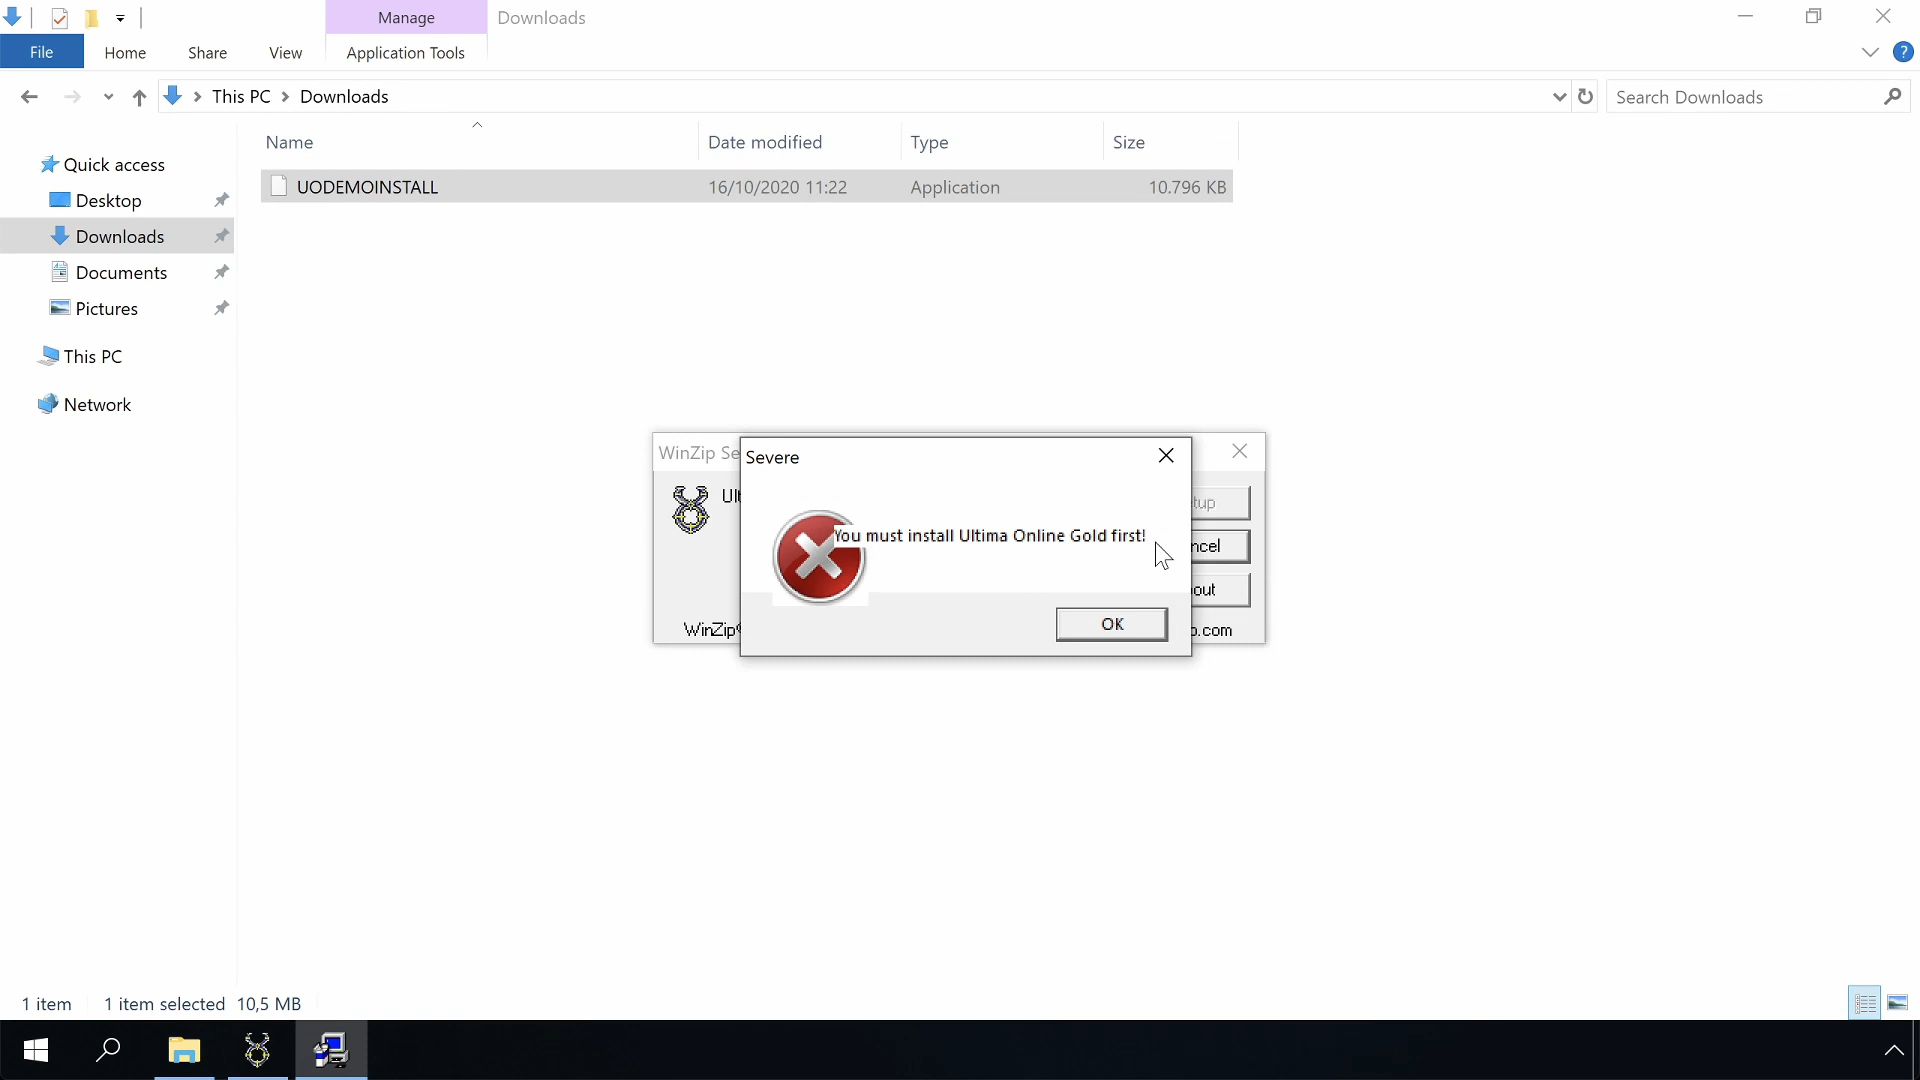 Manage
Downloads
File
Home
Share
View
Application Tools
This PC
Downloads
Search Downloads
Name
Date modified
Type
Size
UODEMOINSTALL
16/10/2020 11:22
Application
10.796 KB
Quick access
Desktop
Downloads
Documents
Pictures
This PC
Network
WinZip Se
Severe
Ult
tup
You must install Ultima Online Gold first!
ncel
out
OK
WinZip
p.com
1 item
1 item selected
10,5 MB